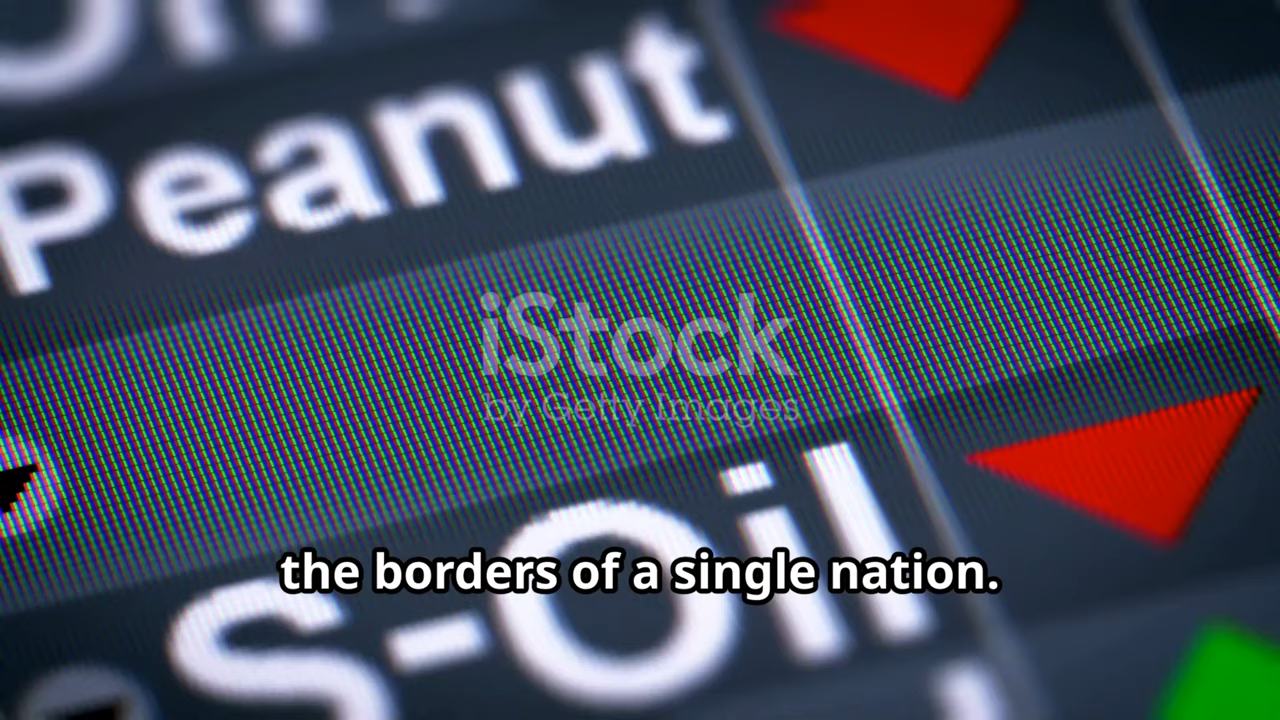 Peanut
iStock
by Getty Images
S-Oil
the borders of a single nation.